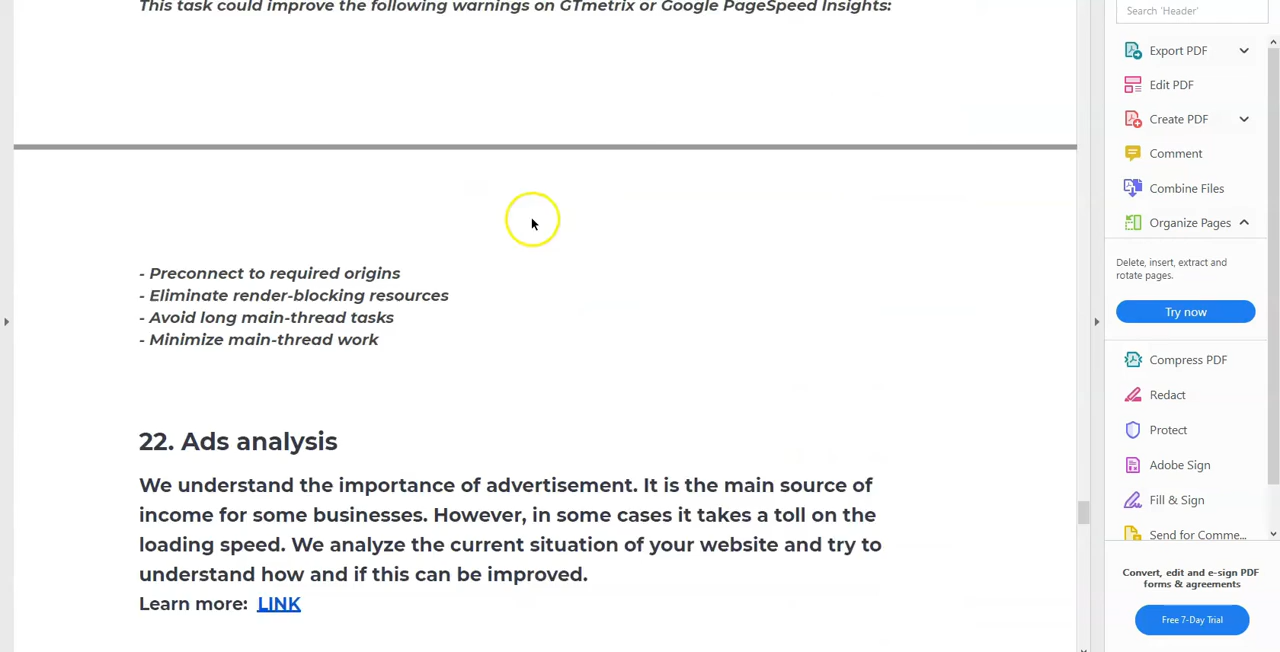 This task could improve the following warnings on GTmetrix or Google PageSpeed Insights:
- Preconnect to required origins
- Eliminate render-blocking resources
- Avoid long main-thread tasks
- Minimize main-thread work
22. Ads analysis
We understand the importance of advertisement. It is the main source of
income for some businesses. However, in some cases it takes a toll on the
loading speed. We analyze the current situation of your website and try to
understand how and if this can be improved.
Learn more: LINK
Search 'Header'
Export PDF
Edit PDF
Create PDF
Comment
Combine Files
Organize Pages
Delete, insert, extract and
rotate pages.
Try now
Compress PDF
Redact
Protect
Adobe Sign
Fill & Sign
Send for Comme...
Convert, edit and e-sign PDF
forms & agreements
Free 7-Day Trial